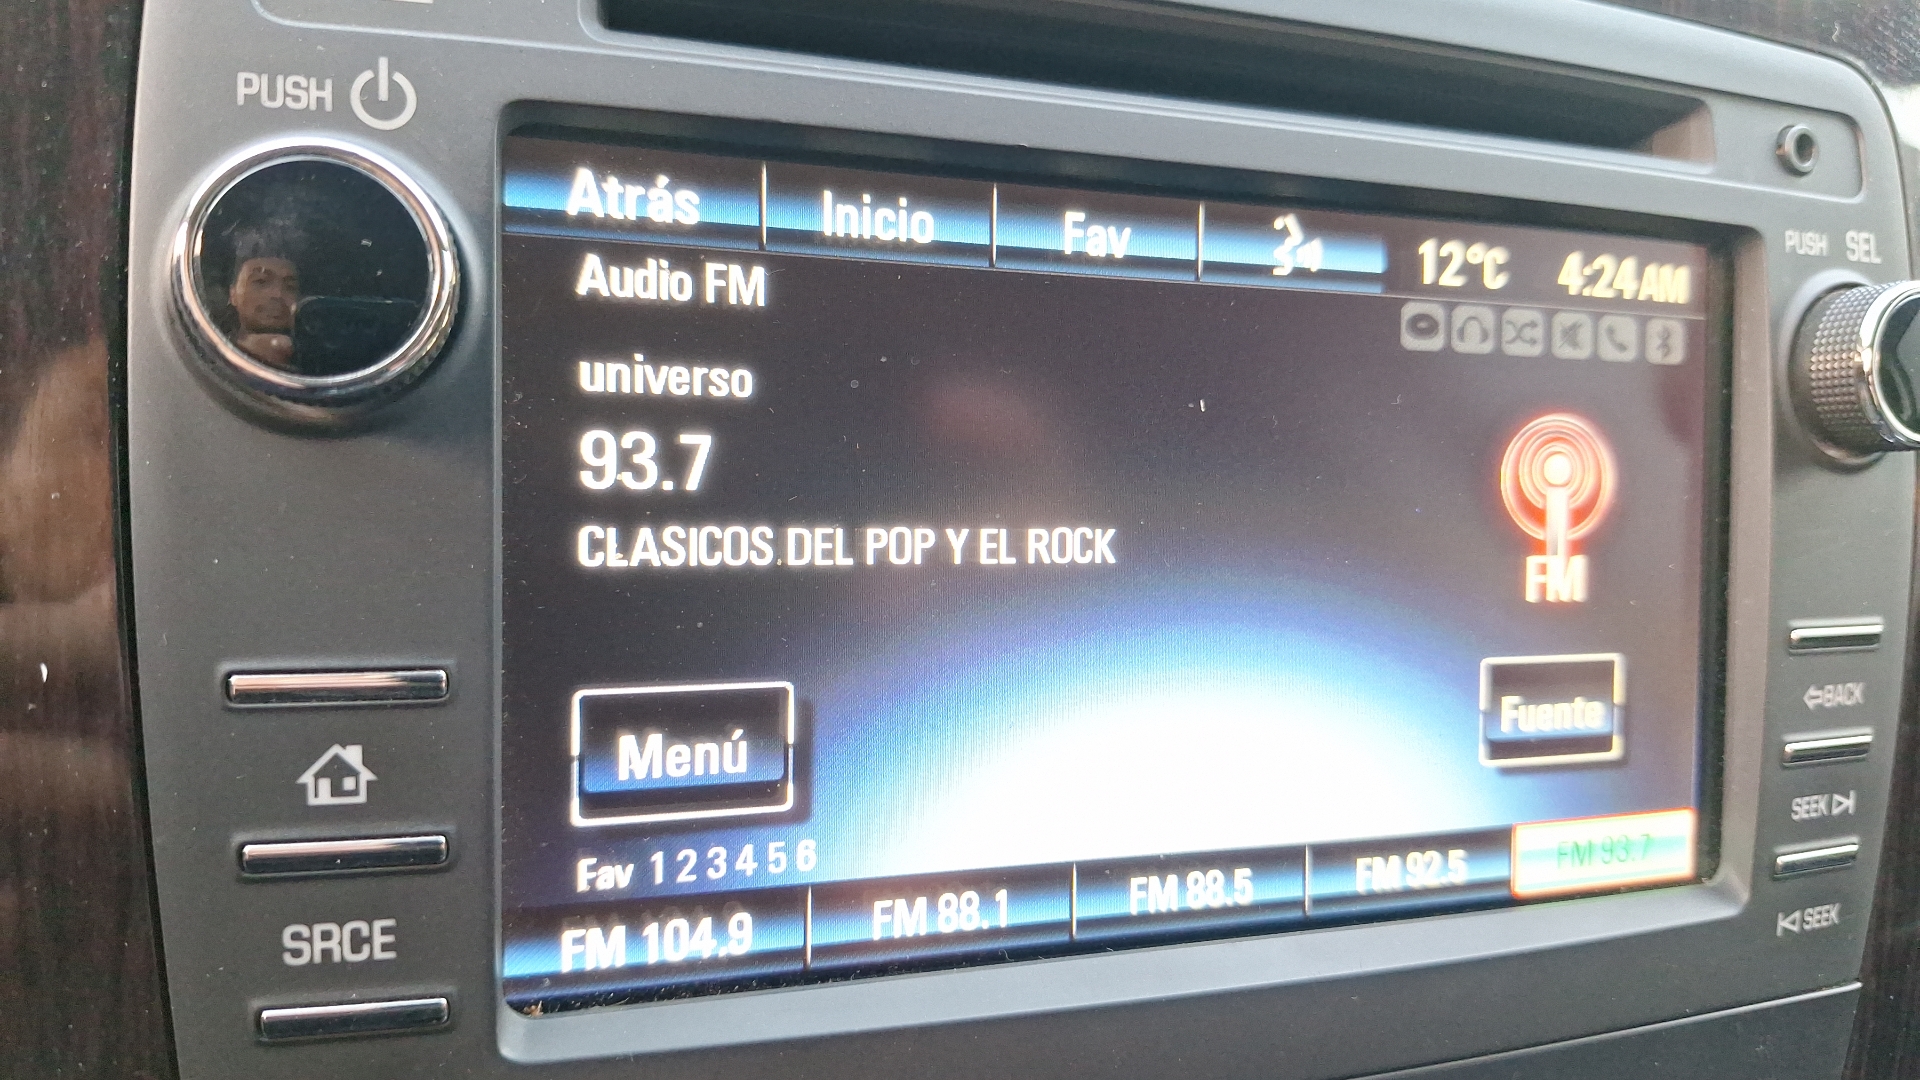 PUSH
PUSH SEL
Atrás Inicio Fav 12°C 4:24 AM
Audio FM
universo
93.7
CLASICOS DEL POP Y EL ROCK
FM
Menú Fuente
Fav 1 2 3 4 5 6
FM 104.9 FM 88.1 FM 88.5 FM 92.5 FM 93.7
SRCE
BACK
SEEK
SEEK